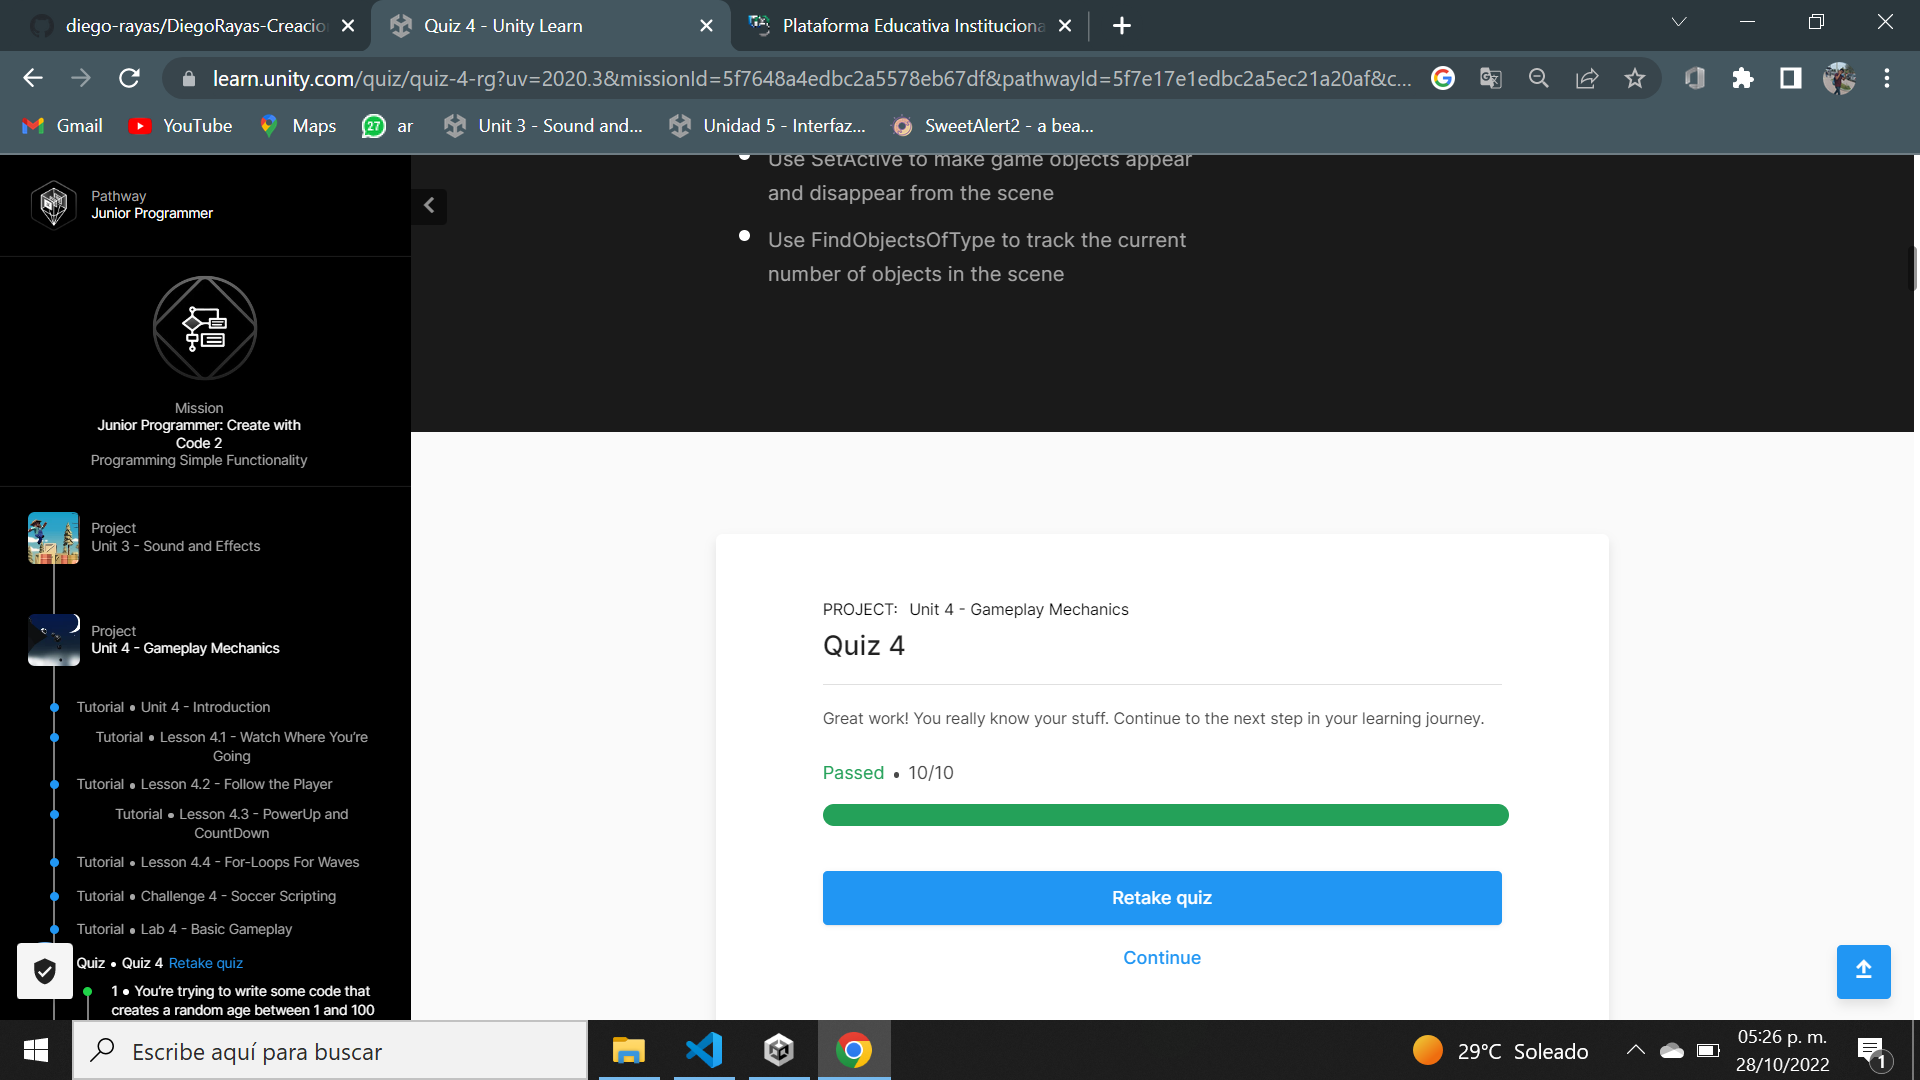 diego-rayas/DiegoRayas-Creacio
Quiz 4 - Unity Learn
Plataforma Educativa Instituciona
learn.unity.com/quiz/quiz-4-rg?uv=2020.3&missionId=5f7648a4edbc2a5578eb67df&pathwayId=5f7e17e1edbc2a5ec21a20af&c...
Gmail
YouTube
Maps
27
ar
Unit 3 - Sound and...
Unidad 5 - Interfaz...
SweetAlert2 - a bea...
Pathway
Junior Programmer
Mission
Junior Programmer: Create with
Code 2
Programming Simple Functionality
Project
Unit 3 - Sound and Effects
Project
Unit 4 - Gameplay Mechanics
Tutorial • Unit 4 - Introduction
Tutorial • Lesson 4.1 - Watch Where You're
Going
Tutorial • Lesson 4.2 - Follow the Player
Tutorial • Lesson 4.3 - PowerUp and
CountDown
Tutorial • Lesson 4.4 - For-Loops For Waves
Tutorial • Challenge 4 - Soccer Scripting
Tutorial • Lab 4 - Basic Gameplay
Quiz • Quiz 4 Retake quiz
1 • You're trying to write some code that
creates a random age between 1 and 100
Use SetActive to make game objects appear
and disappear from the scene
Use FindObjectsOfType to track the current
number of objects in the scene
PROJECT: Unit 4 - Gameplay Mechanics
Quiz 4
Great work! You really know your stuff. Continue to the next step in your learning journey.
Passed • 10/10
Retake quiz
Continue
Escribe aquí para buscar
29°C Soleado
05:26 p. m.
28/10/2022
1